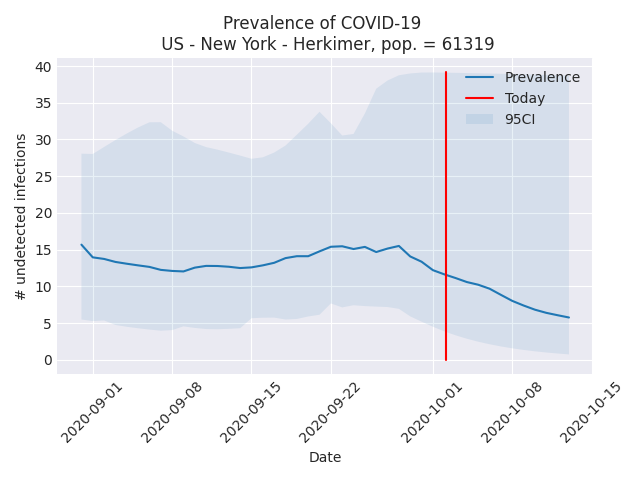 Prevalence of COVID-19
US - New York - Herkimer, pop. = 61319
40
35
30
25
20
15
10
5
0
# undetected infections
Prevalence
Today
95CI
2020-09-01
2020-09-08
2020-09-15
2020-09-22
2020-10-01
2020-10-08
2020-10-15
Date